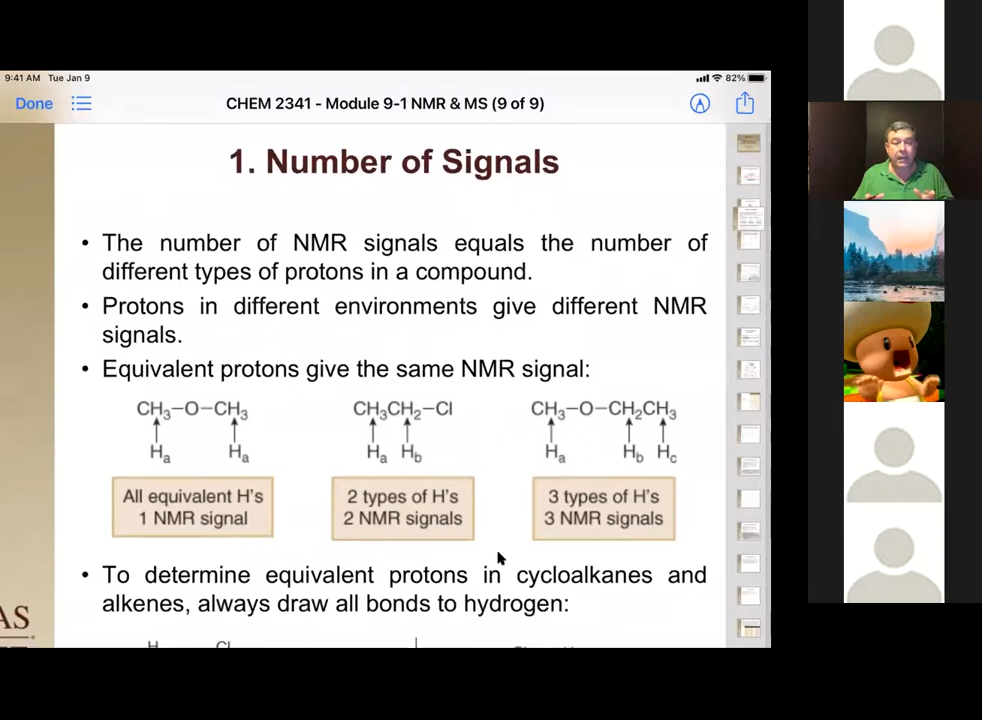 9:41 AM Tue Jan 9
82%
Done
CHEM 2341 - Module 9-1 NMR & MS (9 of 9)
1. Number of Signals
• The number of NMR signals equals the number of
different types of protons in a compound.
• Protons in different environments give different NMR
signals.
• Equivalent protons give the same NMR signal:
CH₃–O–CH₃ CH₃CH₂–Cl CH₃–O–CH₂CH₃
Hₐ Hₐ Hₐ H_b Hₐ H_b H_c
All equivalent H's
1 NMR signal
2 types of H's
2 NMR signals
3 types of H's
3 NMR signals
• To determine equivalent protons in cycloalkanes and
alkenes, always draw all bonds to hydrogen:
AS
H Cl